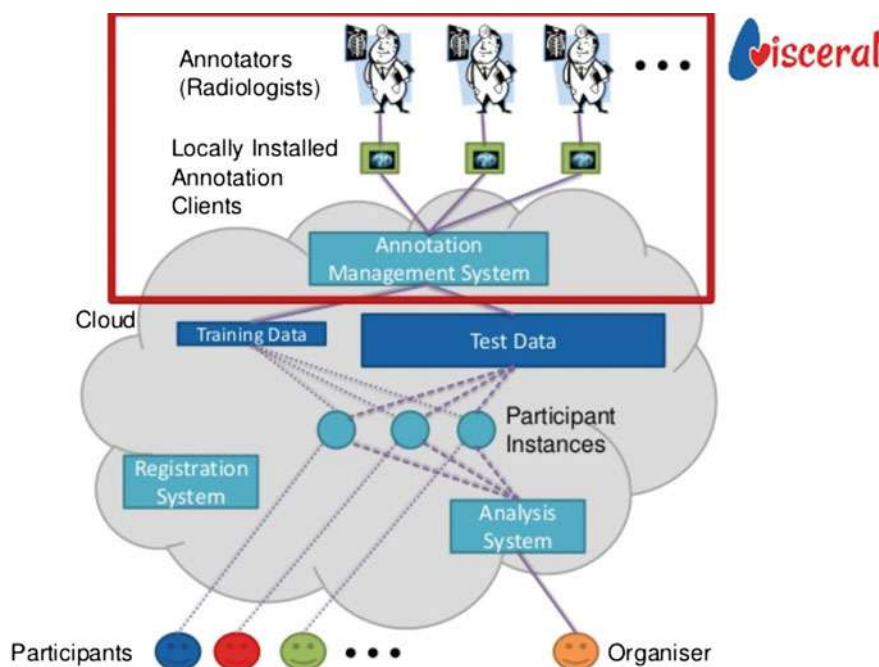 Annotators
(Radiologists)
visceral
Locally Installed
Annotation
Clients
Annotation
Management System
Cloud
Training Data
Test Data
Participant
Instances
Registration
System
Analysis
System
Participants
Organiser